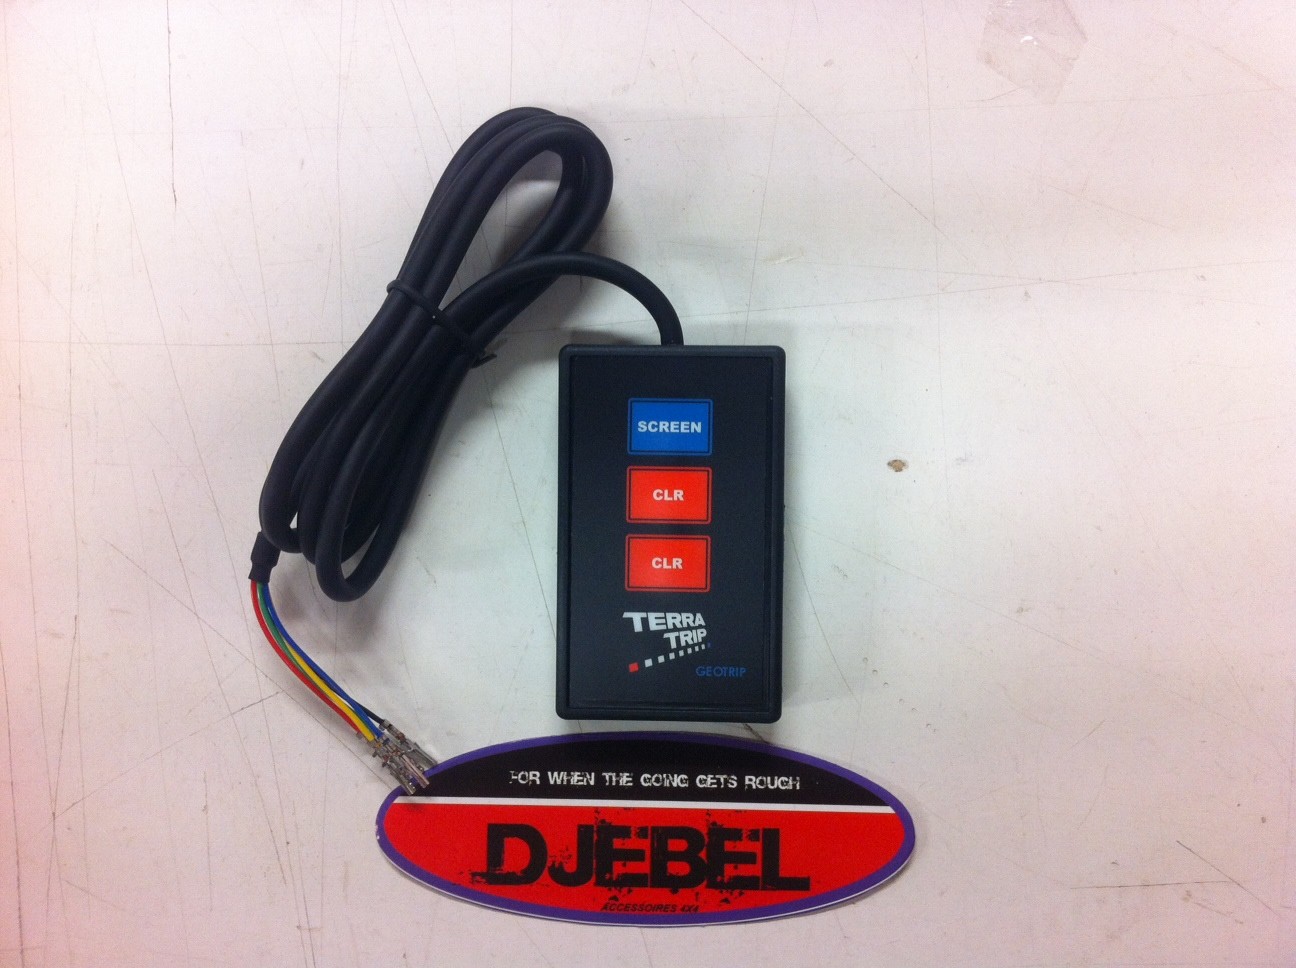 SCREEN
CLR
CLR
TERRA
TRIP
GEOTRIP
FOR WHEN THE GOING GETS ROUGH
DJEBEL
ACCESSOIRES 4X4